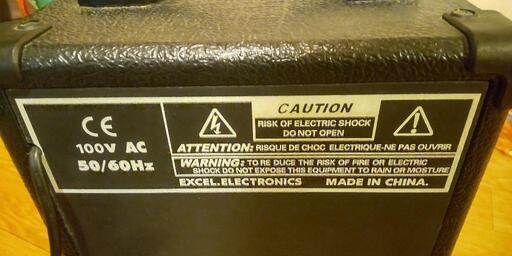 CE
100V AC
50/60Hz
CAUTION
RISK OF ELECTRIC SHOCK
DO NOT OPEN
ATTENTION: RISQUE DE CHOC ELECTRIQUE-NE PAS OUVRIR
WARNING: TO RE DUCE THE RISK OF FIRE OR ELECTRIC
SHOCK DO NOT EXPOSE THIS EQUIPMENT TO RAIN OR MOSTURE
EXCEL.ELECTRONICS MADE IN CHINA.